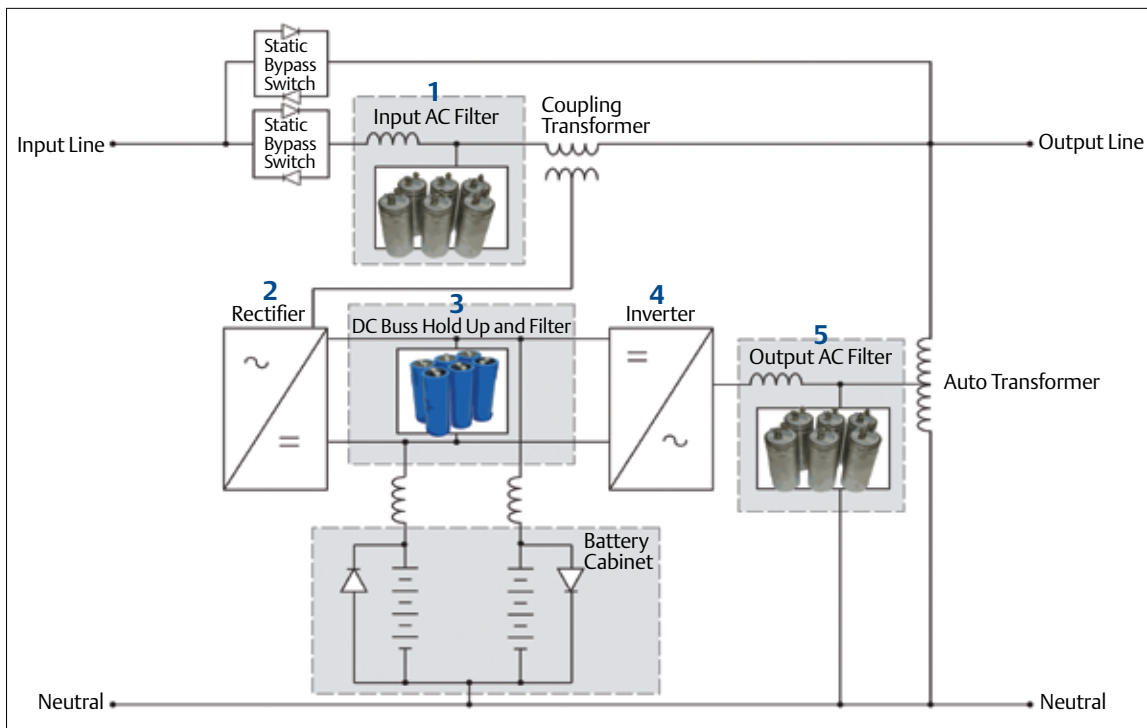 Static
Bypass
Switch
1
Input AC Filter
Coupling
Transformer
Input Line
Static
Bypass
Switch
Output Line
2
Rectifier
3
DC Buss Hold Up and Filter
4
Inverter
5
Output AC Filter
Auto Transformer
Battery
Cabinet
Neutral
Neutral